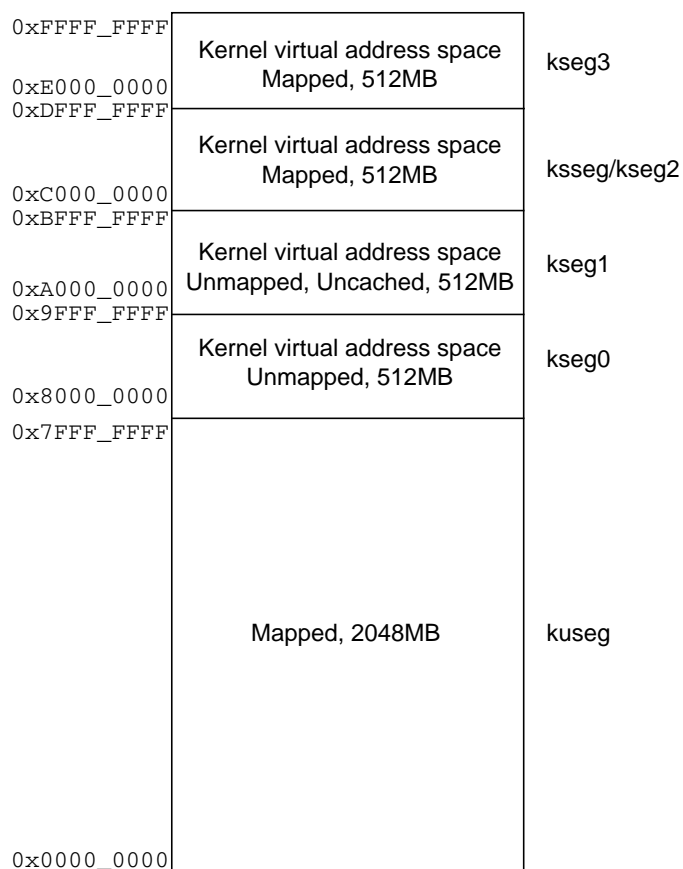 0xFFFF_FFFF
Kernel virtual address space
Mapped, 512MB
kseg3
0xE000_0000
0xDFFF_FFFF
Kernel virtual address space
Mapped, 512MB
ksseg/kseg2
0xC000_0000
0xBFFF_FFFF
Kernel virtual address space
Unmapped, Uncached, 512MB
kseg1
0xA000_0000
0x9FFF_FFFF
Kernel virtual address space
Unmapped, 512MB
kseg0
0x8000_0000
0x7FFF_FFFF
Mapped, 2048MB
kuseg
0x0000_0000